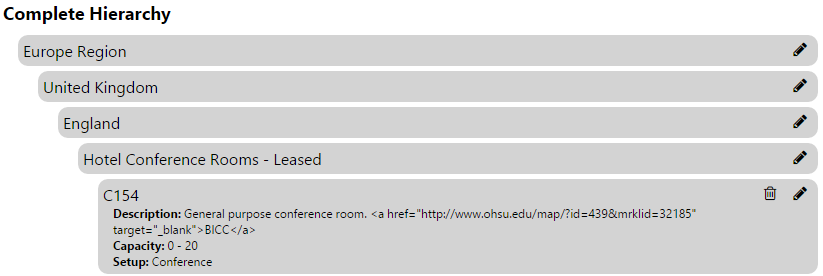 Complete Hierarchy
Europe Region
United Kingdom
England
Hotel Conference Rooms - Leased
C154
Description: General purpose conference room. <a href="http://www.ohsu.edu/map/?id=439&mrklid=32185"
target="_blank">BICC</a>
Capacity: 0 - 20
Setup: Conference